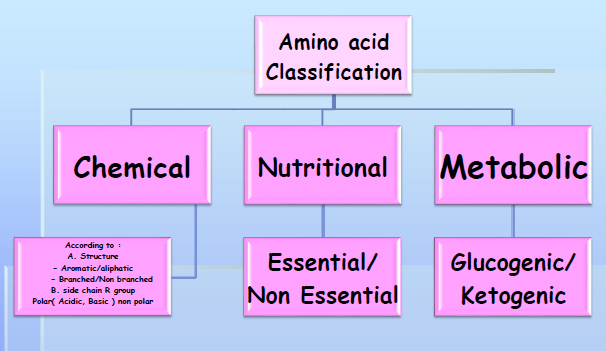 Amino acid
Classification
Chemical
Nutritional
Metabolic
According to :
A. Structure
- Aromatic/aliphatic
- Branched/Non branched
B. side chain R group
Polar( Acidic, Basic ) non polar
Essential/
Non Essential
Glucogenic/
Ketogenic